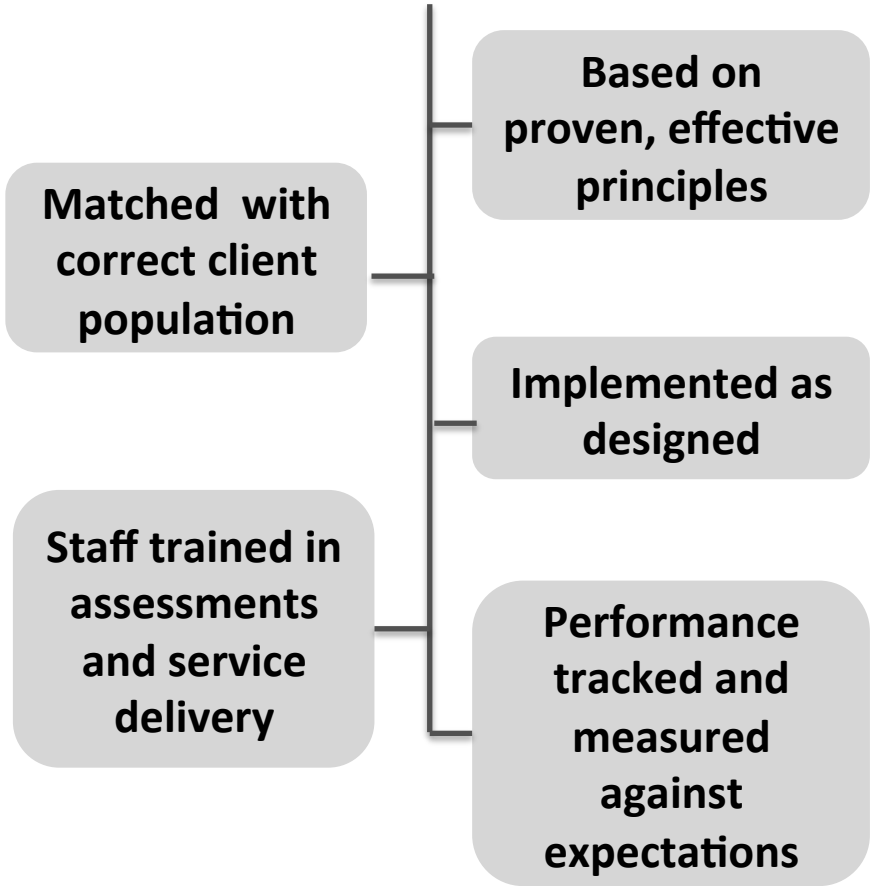 Based on
proven, effective
principles
Matched with
correct client
population
Implemented as
designed
Staff trained in
assessments
and service
delivery
Performance
tracked and
measured
against
expectations